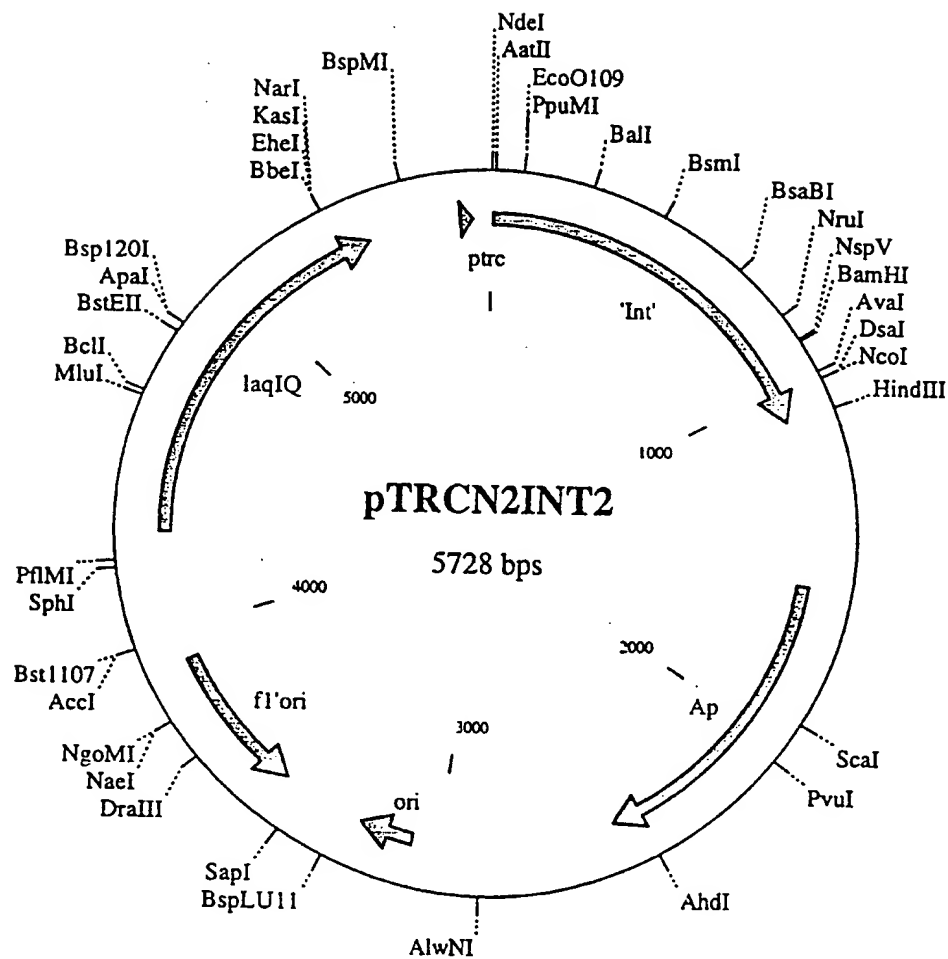 NdeI
AatII
EcoO109
PpuMI
BalI
BsmI
BsaBI
NruI
NspV
BamHI
AvaI
DsaI
NcoI
HindIII
BspMI
NarI
KasI
EheI
BbeI
Bsp120I
ApaI
BstEII
BclI
MluI
ptrc
'Int'
laqIQ
5000
1000
pTRCN2INT2
5728 bps
PflMI
SphI
4000
2000
Bst1107
AccI
f1'ori
Ap
3000
NgoMI
NaeI
DraIII
ScaI
PvuI
ori
SapI
BspLU11
AhdI
AlwNI